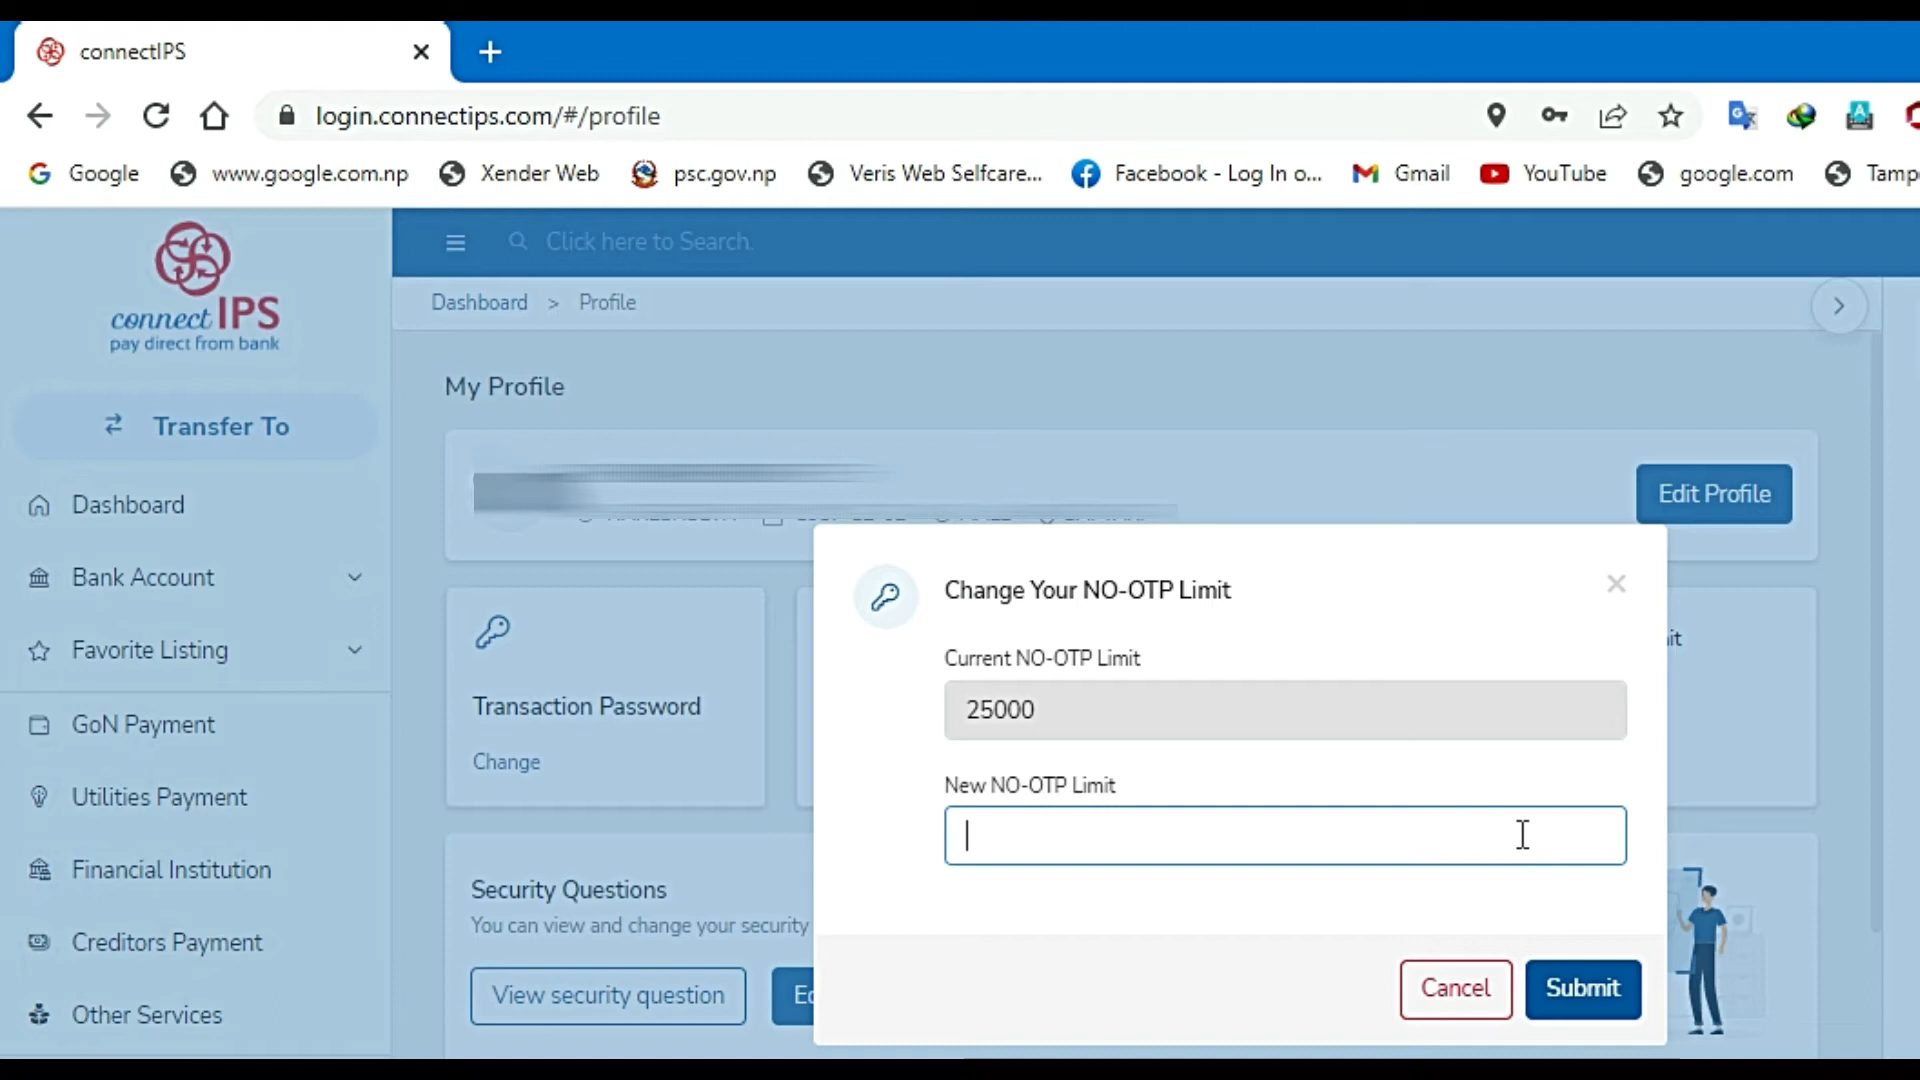 connectIPS
login.connectips.com/#/profile
Google www.google.com.np Xender Web psc.gov.np Veris Web Selfcare... Facebook - Log In o... Gmail YouTube google.com Tamp
connectIPS
pay direct from bank
Click here to Search.
Dashboard > Profile
Transfer To
Dashboard
Bank Account
Favorite Listing
GoN Payment
Utilities Payment
Financial Institution
Creditors Payment
Other Services
My Profile
Edit Profile
Transaction Password
Change
Security Questions
You can view and change your security
View security question
Change Your NO-OTP Limit
Current NO-OTP Limit
25000
New NO-OTP Limit
Cancel Submit